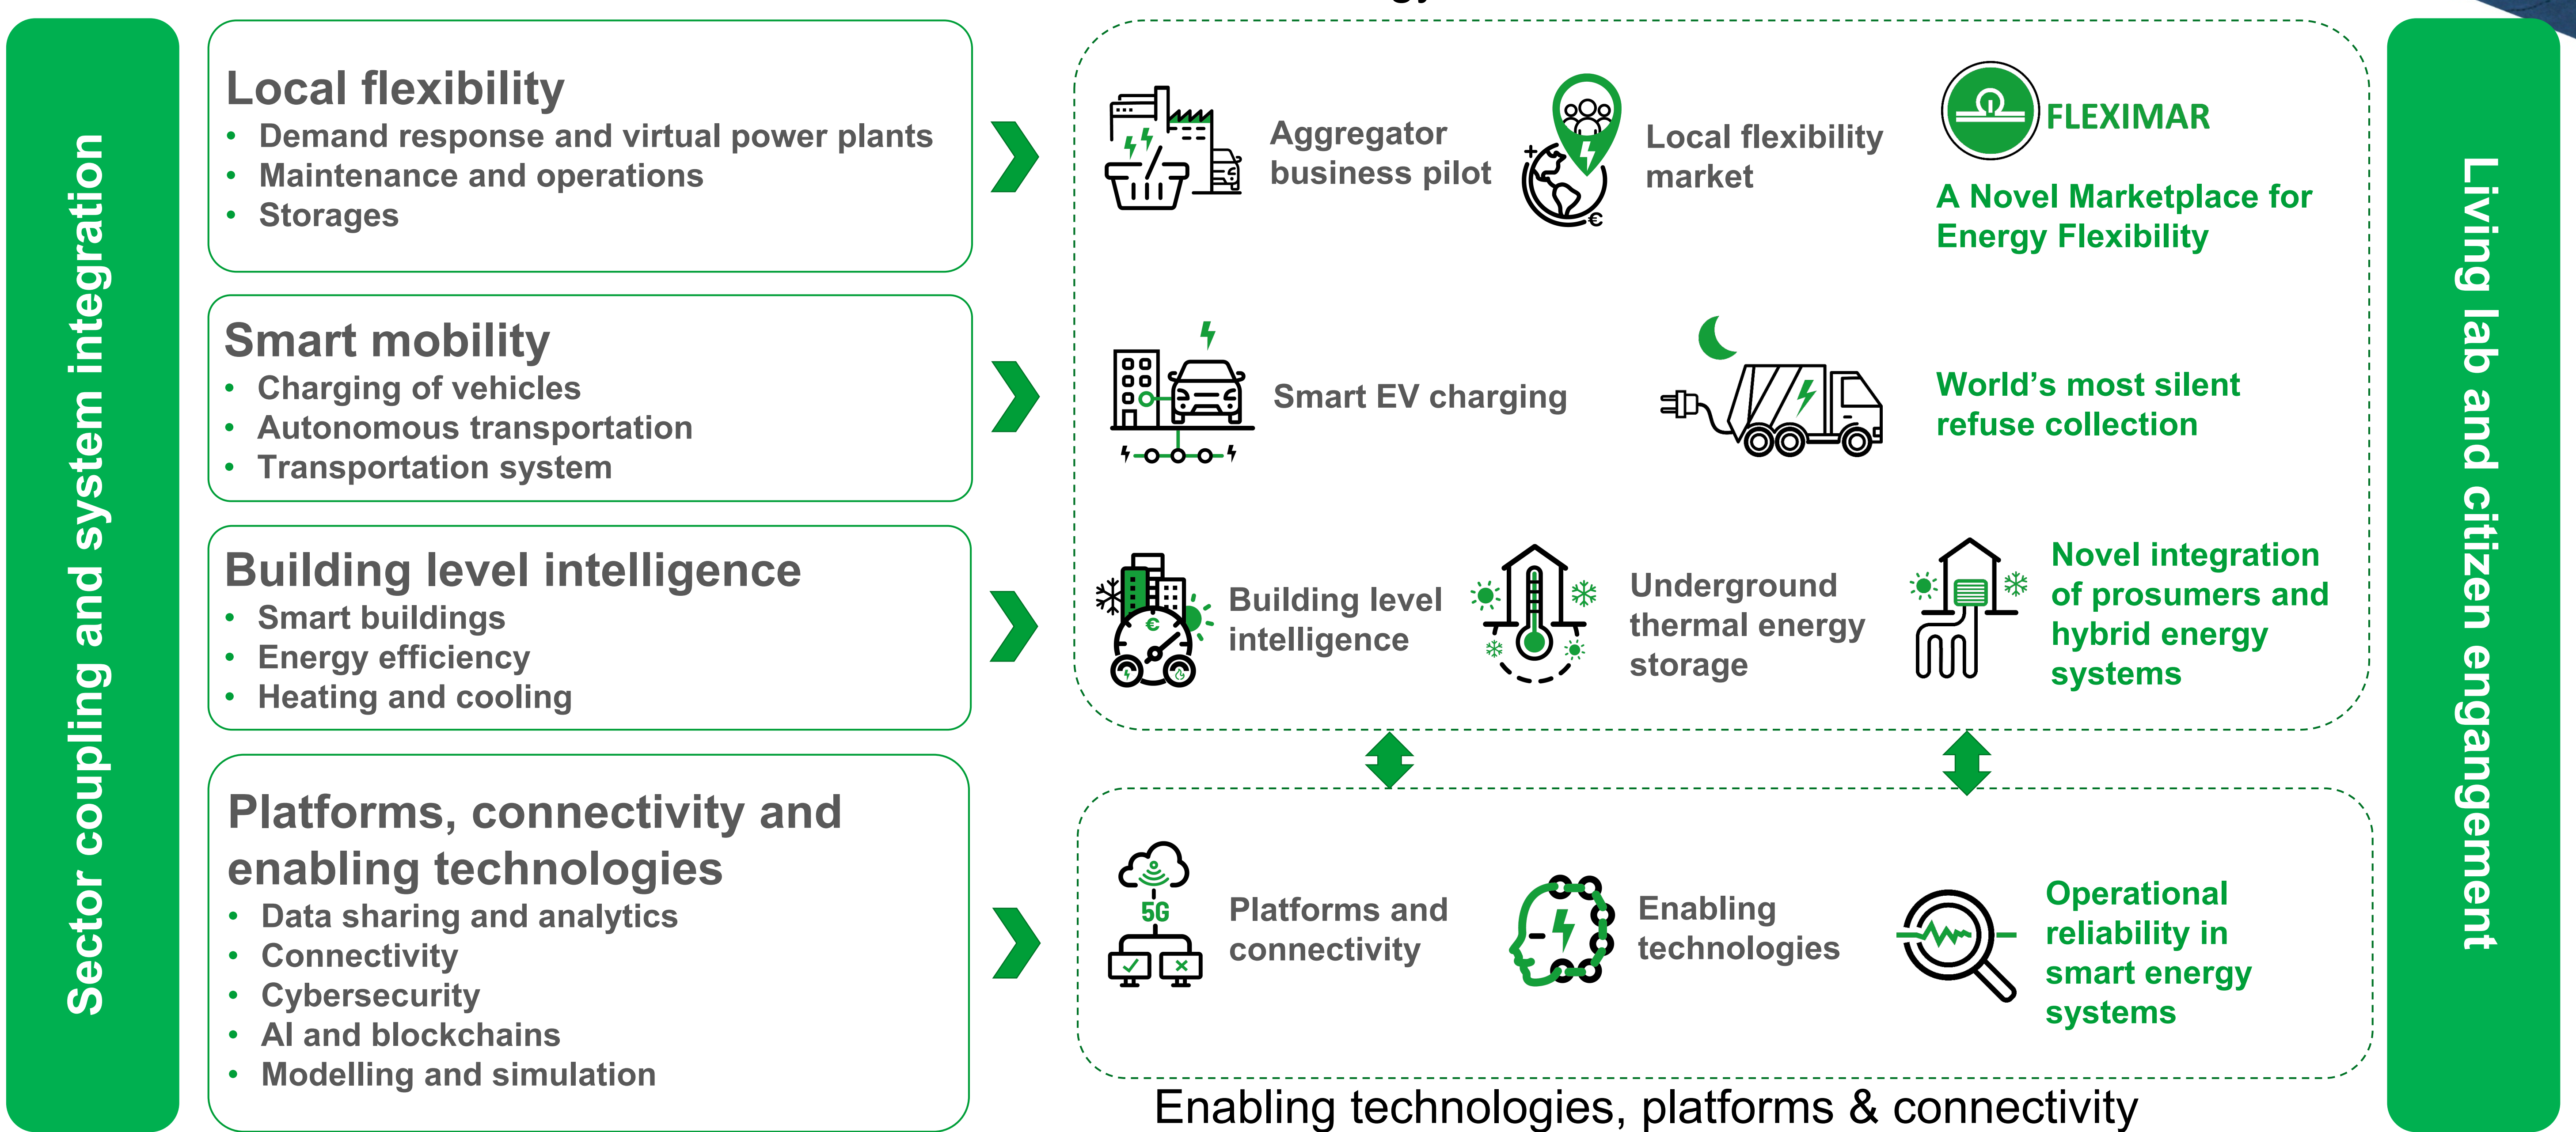 Sector coupling and system integration
Local flexibility
• Demand response and virtual power plants
• Maintenance and operations
• Storages
Smart mobility
• Charging of vehicles
• Autonomous transportation
• Transportation system
Building level intelligence
• Smart buildings
• Energy efficiency
• Heating and cooling
Platforms, connectivity and
enabling technologies
• Data sharing and analytics
• Connectivity
• Cybersecurity
• AI and blockchains
• Modelling and simulation
Aggregator
business pilot
€
Local flexibility
market
FLEXIMAR
A Novel Marketplace for
Energy Flexibility
Smart EV charging
World's most silent
refuse collection
€
Building level
intelligence
Underground
thermal energy
storage
Novel integration
of prosumers and
hybrid energy
systems
5G
Platforms and
connectivity
Enabling
technologies
Operational
reliability in
smart energy
systems
Enabling technologies, platforms & connectivity
Living lab and citizen engangement